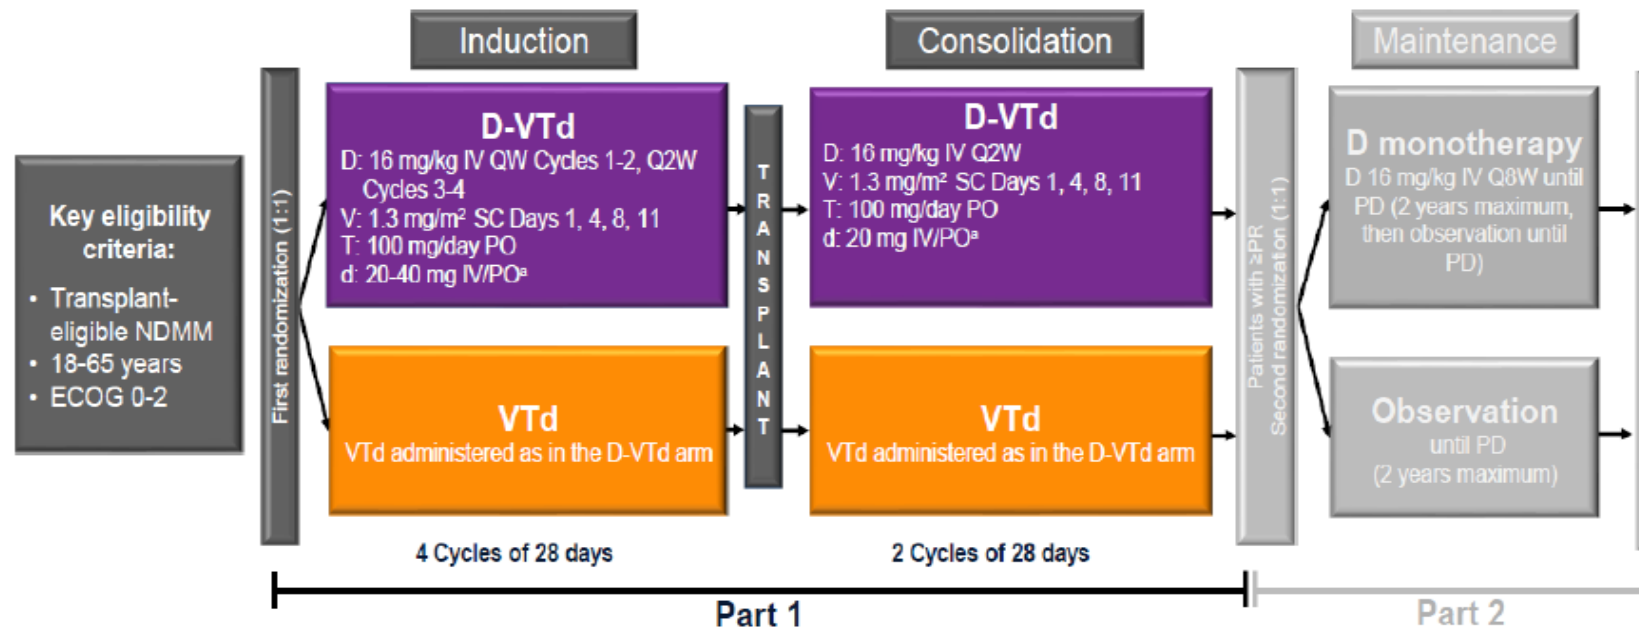 Induction
Consolidation
Maintenance
Key eligibility
criteria:
• Transplant-
eligible NDMM
• 18-65 years
• ECOG 0-2
First randomization (1:1)
D-VTd
D: 16 mg/kg IV QW Cycles 1-2, Q2W
Cycles 3-4
V: 1.3 mg/m² SC Days 1, 4, 8, 11
T: 100 mg/day PO
d: 20-40 mg IV/POᵃ
VTd
VTd administered as in the D-VTd arm
4 Cycles of 28 days
TRANSPLANT
D-VTd
D: 16 mg/kg IV Q2W
V: 1.3 mg/m² SC Days 1, 4, 8, 11
T: 100 mg/day PO
d: 20 mg IV/POᵃ
VTd
VTd administered as in the D-VTd arm
2 Cycles of 28 days
Patients with ≥PR
Second randomization (1:1)
D monotherapy
D 16 mg/kg IV Q8W until
PD (2 years maximum,
then observation until
PD)
Observation
until PD
(2 years maximum)
Part 1
Part 2